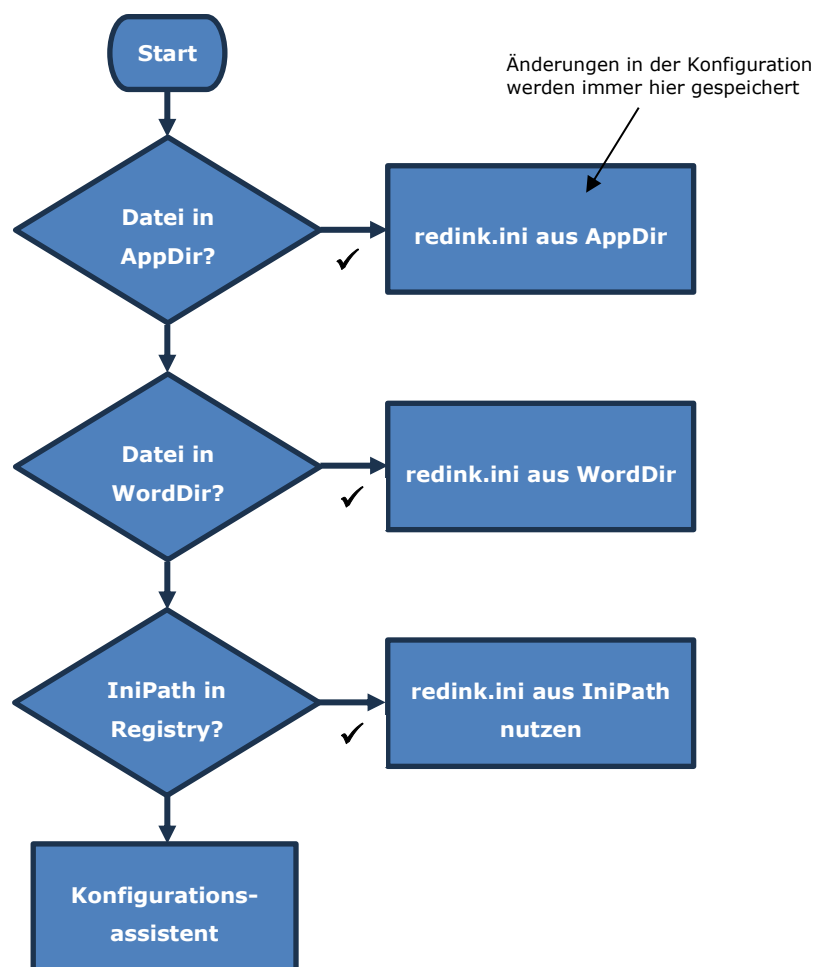 Start
Änderungen in der Konfiguration
werden immer hier gespeichert
Datei in
AppDir?
redink.ini aus AppDir
✓
Datei in
WordDir?
redink.ini aus WordDir
✓
IniPath in
Registry?
redink.ini aus IniPath
nutzen
✓
Konfigurations-
assistent